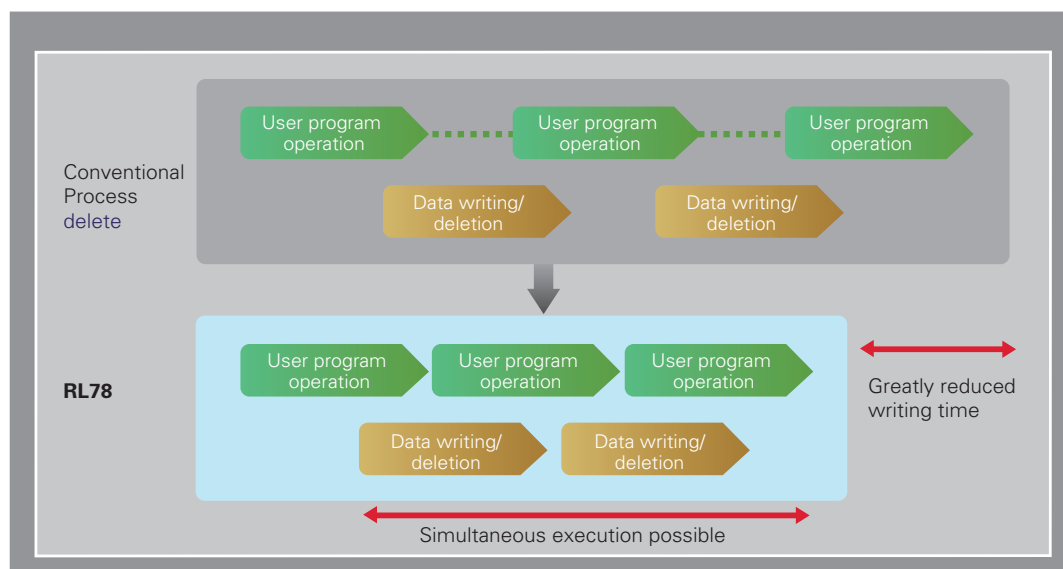 User program
operation
User program
operation
User program
operation
Conventional
Process
delete
Data writing/
deletion
Data writing/
deletion
RL78
User program
operation
User program
operation
User program
operation
Greatly reduced
writing time
Data writing/
deletion
Data writing/
deletion
Simultaneous execution possible